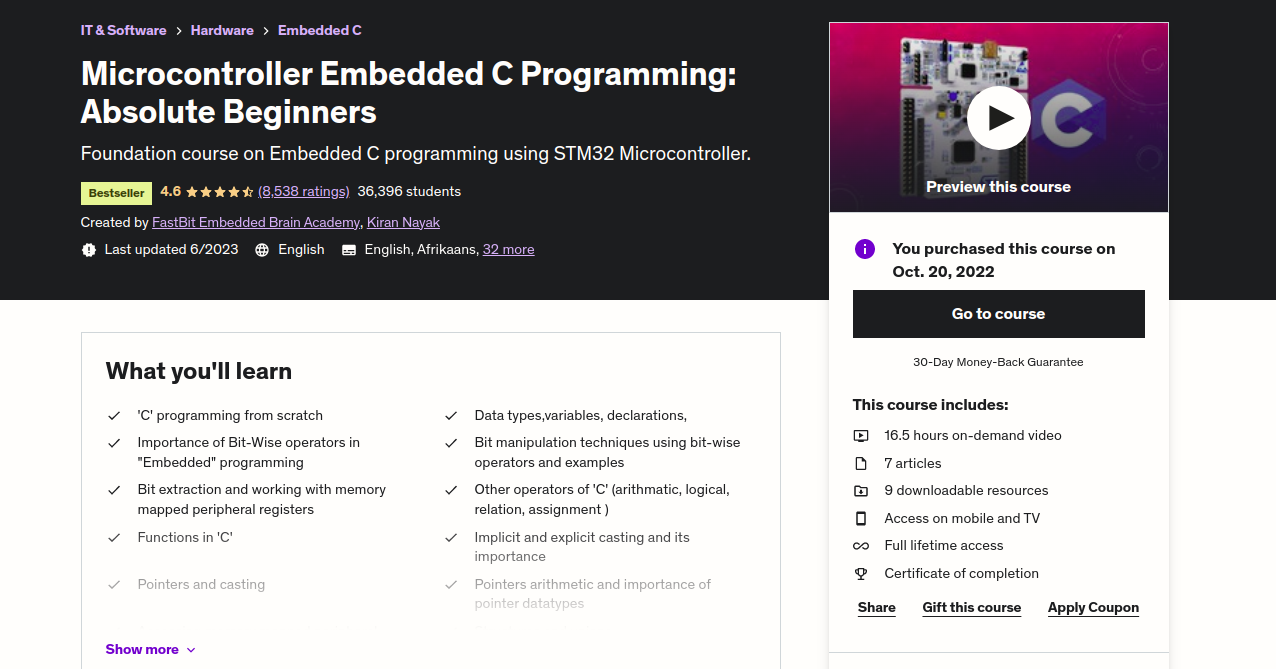 IT & Software > Hardware > Embedded C
Microcontroller Embedded C Programming:
Absolute Beginners
Foundation course on Embedded C programming using STM32 Microcontroller.
Bestseller 4.6 (8,538 ratings) 36,396 students
Created by FastBit Embedded Brain Academy, Kiran Nayak
Last updated 6/2023 English English, Afrikaans, 32 more
What you'll learn
'C' programming from scratch
Importance of Bit-Wise operators in
"Embedded" programming
Bit extraction and working with memory
mapped peripheral registers
Functions in 'C'
Pointers and casting
Data types,variables, declarations,
Bit manipulation techniques using bit-wise
operators and examples
Other operators of 'C' (arithmatic, logical,
relation, assignment )
Implicit and explicit casting and its
importance
Pointers arithmetic and importance of
pointer datatypes
Show more
C
Preview this course
You purchased this course on
Oct. 20, 2022
Go to course
30-Day Money-Back Guarantee
This course includes:
16.5 hours on-demand video
7 articles
9 downloadable resources
Access on mobile and TV
Full lifetime access
Certificate of completion
Share Gift this course Apply Coupon